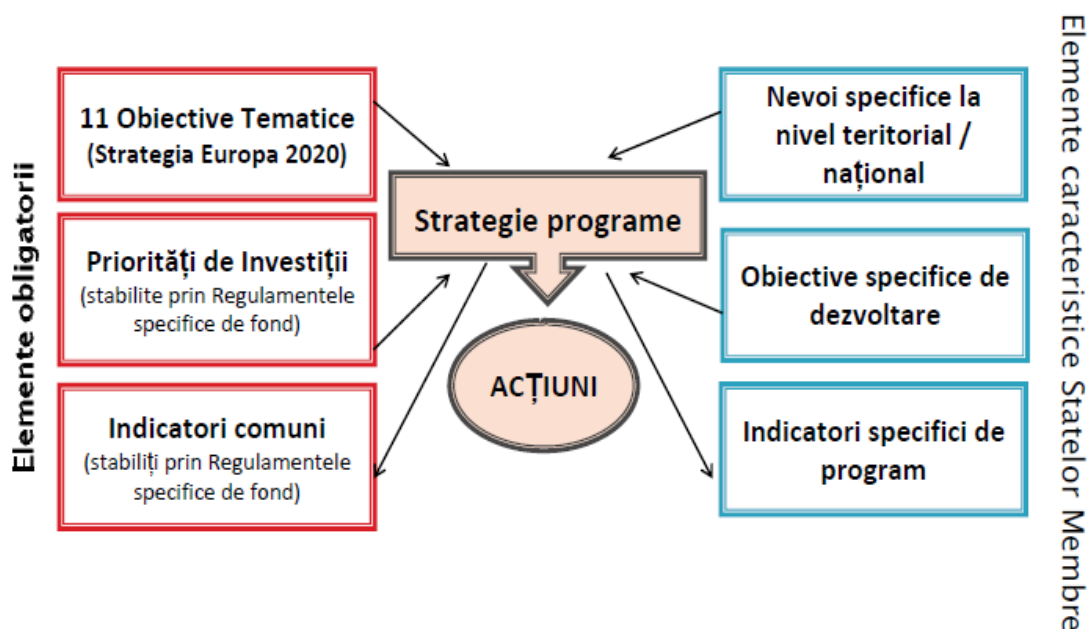 Elemente obligatorii
11 Obiective Tematice
(Strategia Europa 2020)
Priorități de Investiții
(stabilite prin Regulamentele
specifice de fond)
Indicatori comuni
(stabiliți prin Regulamentele
specifice de fond)
Strategie programe
ACȚIUNI
Nevoi specifice la
nivel teritorial /
național
Obiective specifice de
dezvoltare
Indicatori specifici de
program
Elemente caracteristice Statelor Membre